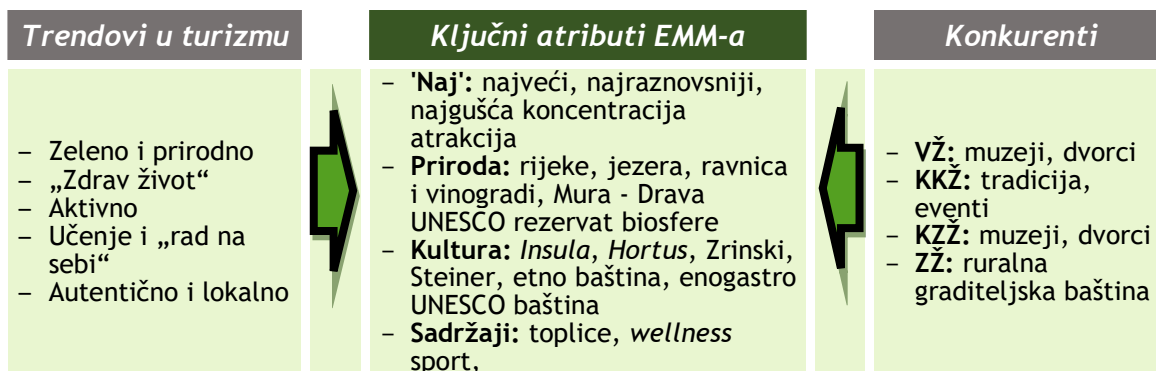 Trendovi u turizmu
– Zeleno i prirodno
– „Zdrav život“
– Aktivno
– Učenje i „rad na
sebi“
– Autentično i lokalno
Ključni atributi EMM-a
– 'Naj': najveći, najraznovsniji,
najgušća koncentracija
atrakcija
– Priroda: rijeke, jezera, ravnica
i vinogradi, Mura - Drava
UNESCO rezervat biosfere
– Kultura: Insula, Hortus, Zrinski,
Steiner, etno baština, enogastro
UNESCO baština
– Sadržaji: toplice, wellness
sport,
Konkurenti
– VŽ: muzeji, dvorci
– KKŽ: tradicija,
eventi
– KZŽ: muzeji, dvorci
– ZŽ: ruralna
graditeljska baština